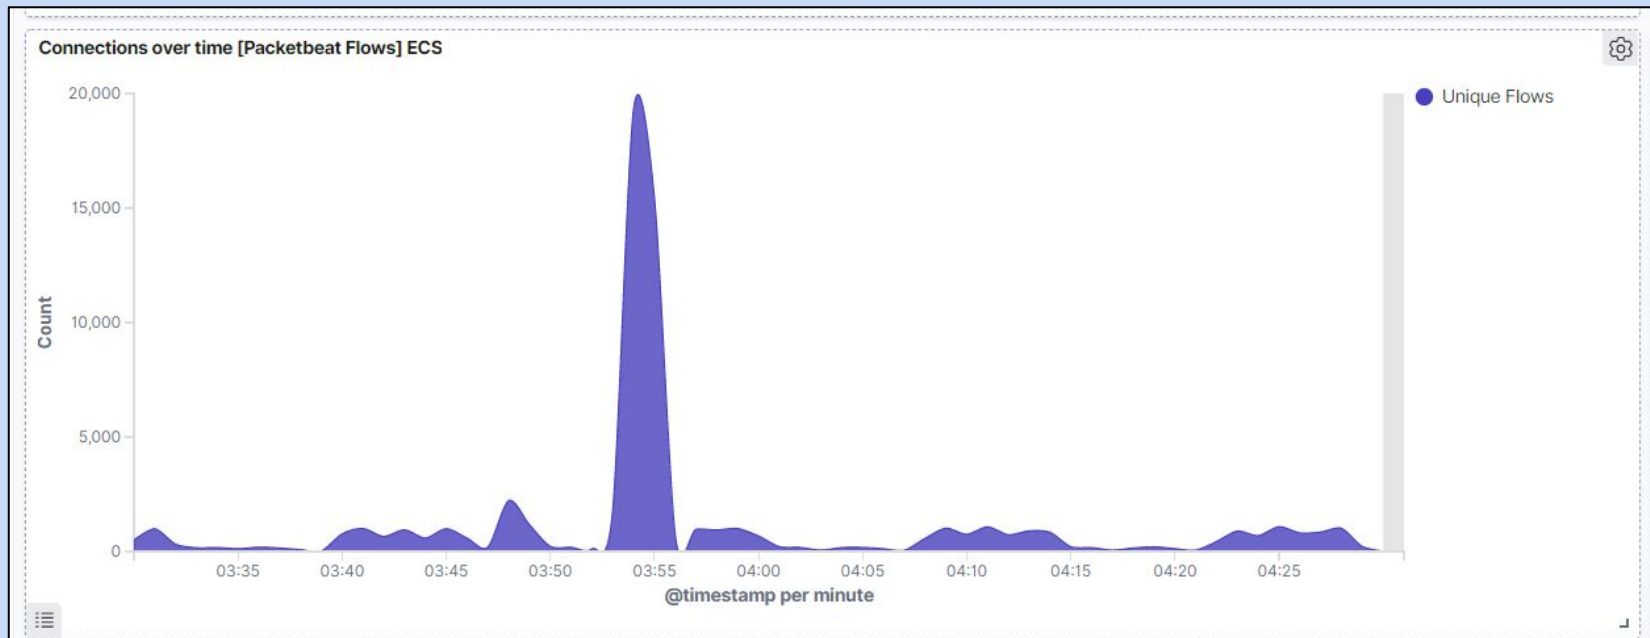 Connections over time [Packetbeat Flows] ECS
20,000
Unique Flows
15,000
10,000
5,000
0
Count
03:35 03:40 03:45 03:50 03:55 04:00 04:05 04:10 04:15 04:20 04:25
@timestamp per minute